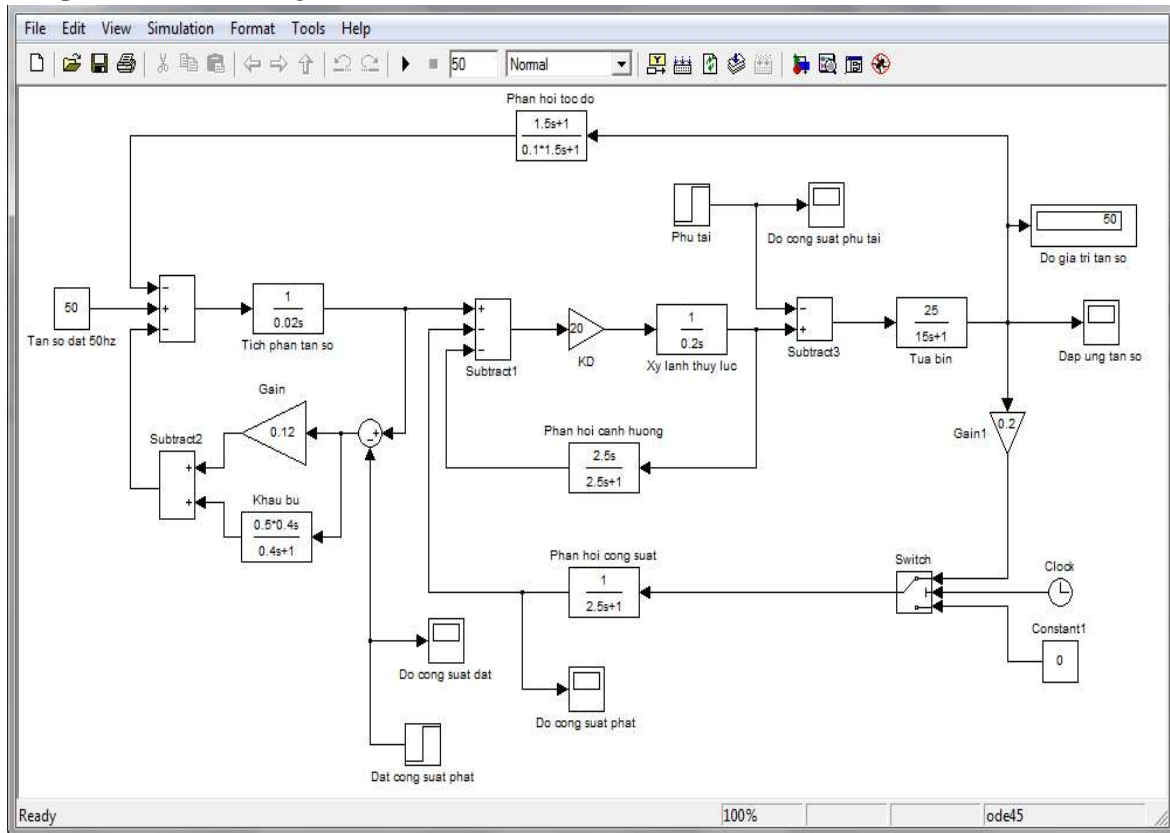 File Edit View Simulation Format Tools Help
50 Normal
Phan hoi toc do
1.5s+1
0.1*1.5s+1
Phu tai
Do cong suat phu tai
50
Do gia tri tan so
50
Tan so dat 50hz
1
0.02s
Tich phan tan so
Subtract1
20
KD
1
0.2s
Xy lanh thuy luc
Subtract3
25
15s+1
Tua bin
Dap ung tan so
Gain
0.12
Subtract2
Khau bu
0.5*0.4s
0.4s+1
Phan hoi canh huong
2.5s
2.5s+1
0.2
Gain1
Phan hoi cong suat
1
2.5s+1
Switch
Clock
Constant1
0
Do cong suat dat
Do cong suat phat
Dat cong suat phat
Ready 100% ode45